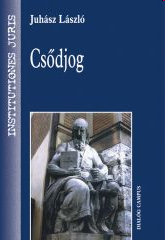 Juhász László
Csődjog
INSTITUTIONES JURIS
DIALÓG CAMPUS